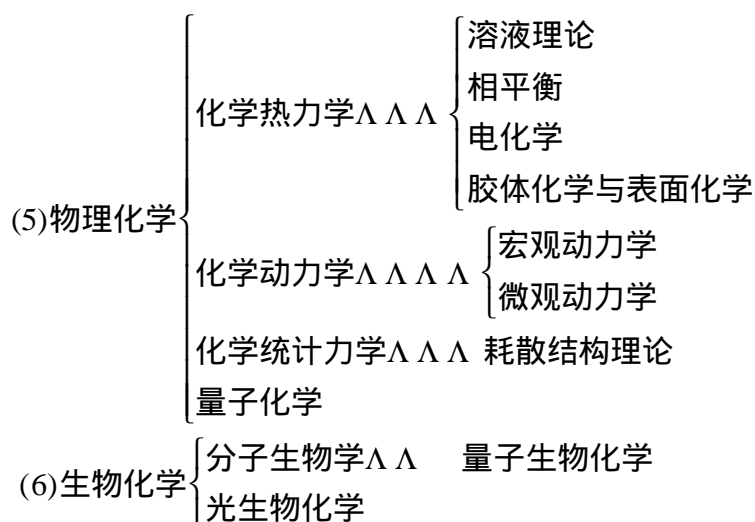 溶液理论
相平衡
化学热力学Λ Λ Λ
电化学
胶体化学与表面化学
(5)物理化学
宏观动力学
化学动力学Λ Λ Λ Λ
微观动力学
化学统计力学Λ Λ Λ 耗散结构理论
量子化学
分子生物学Λ Λ 量子生物化学
(6)生物化学
光生物化学